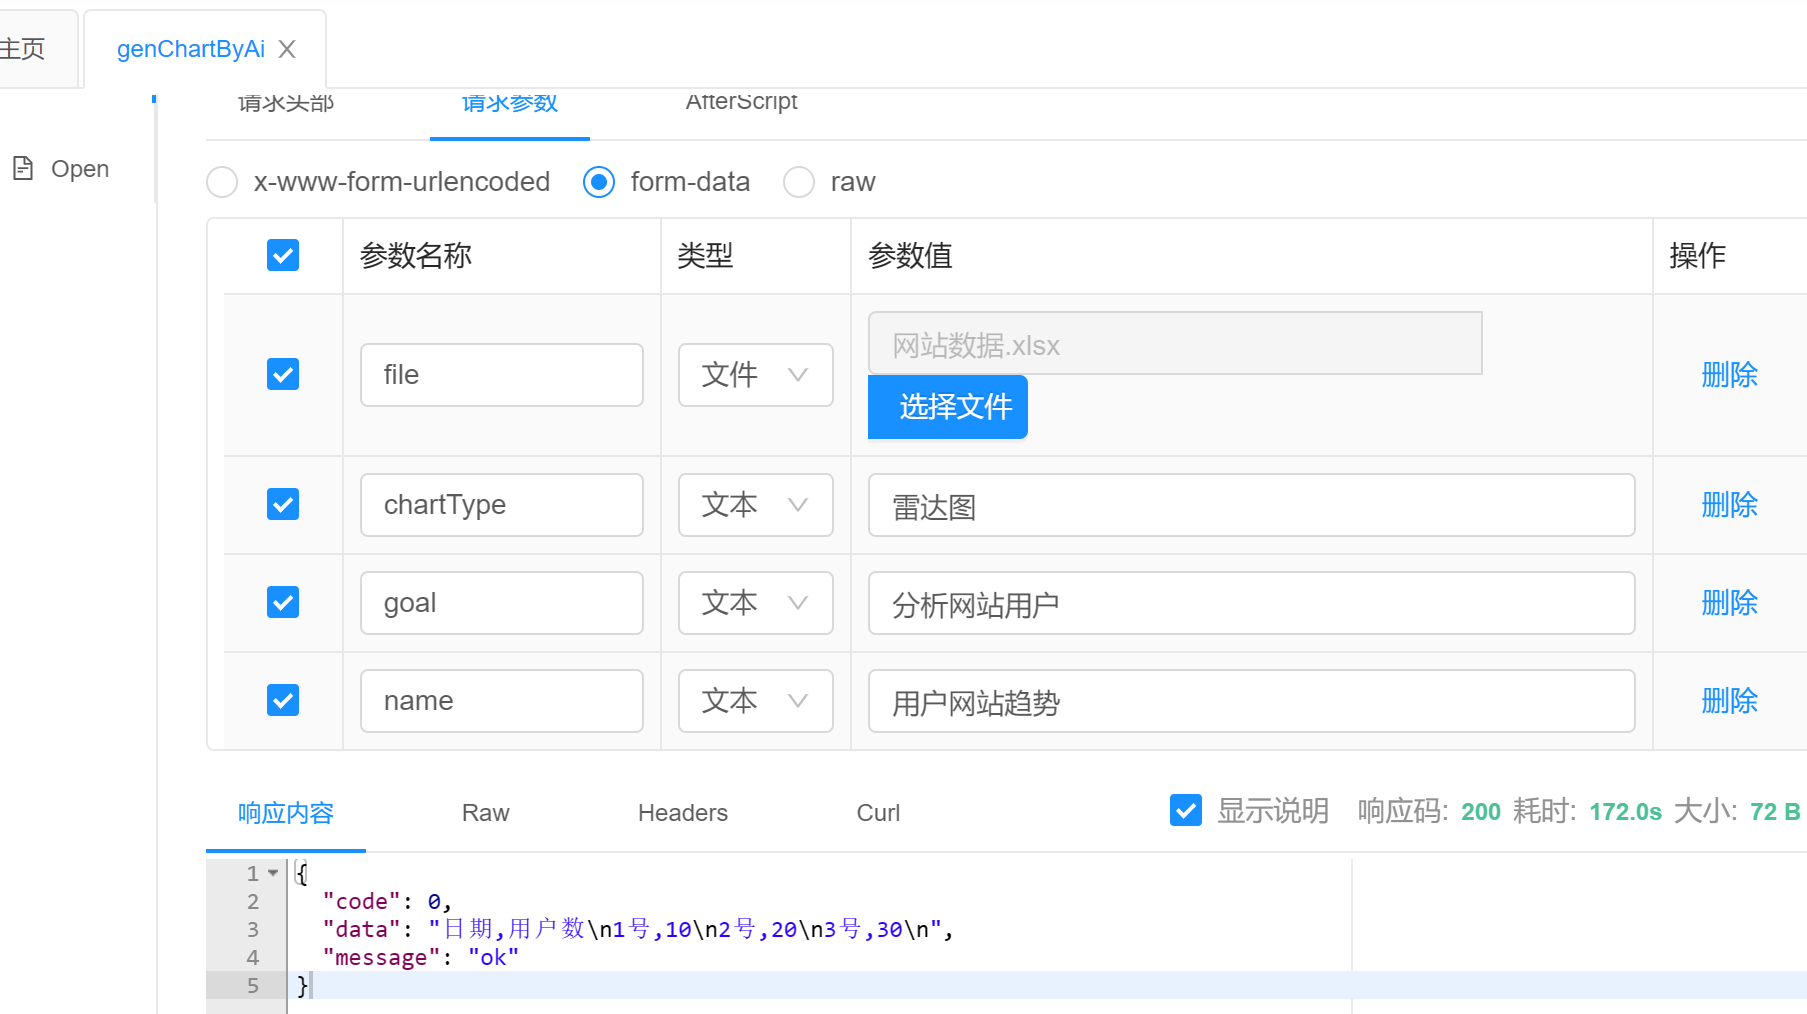 主页
genChartByAi
请求头部 请求参数 AfterScript
Open
x-www-form-urlencoded form-data raw
参数名称 类型 参数值 操作
网站数据.xlsx
file 文件 删除
选择文件
chartType 文本 雷达图 删除
goal 文本 分析网站用户 删除
name 文本 用户网站趋势 删除
响应内容 Raw Headers Curl 显示说明 响应码: 200 耗时: 172.0s 大小: 72 B
1 {
2 "code": 0,
3 "data": "日期,用户数\n1号,10\n2号,20\n3号,30\n",
4 "message": "ok"
5 }